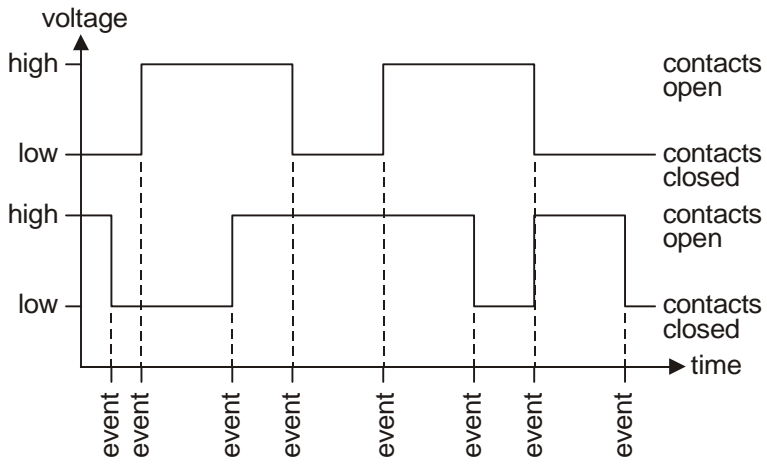 voltage
high
contacts
open
low
contacts
closed
high
contacts
open
low
contacts
closed
time
event
event
event
event
event
event
event
event